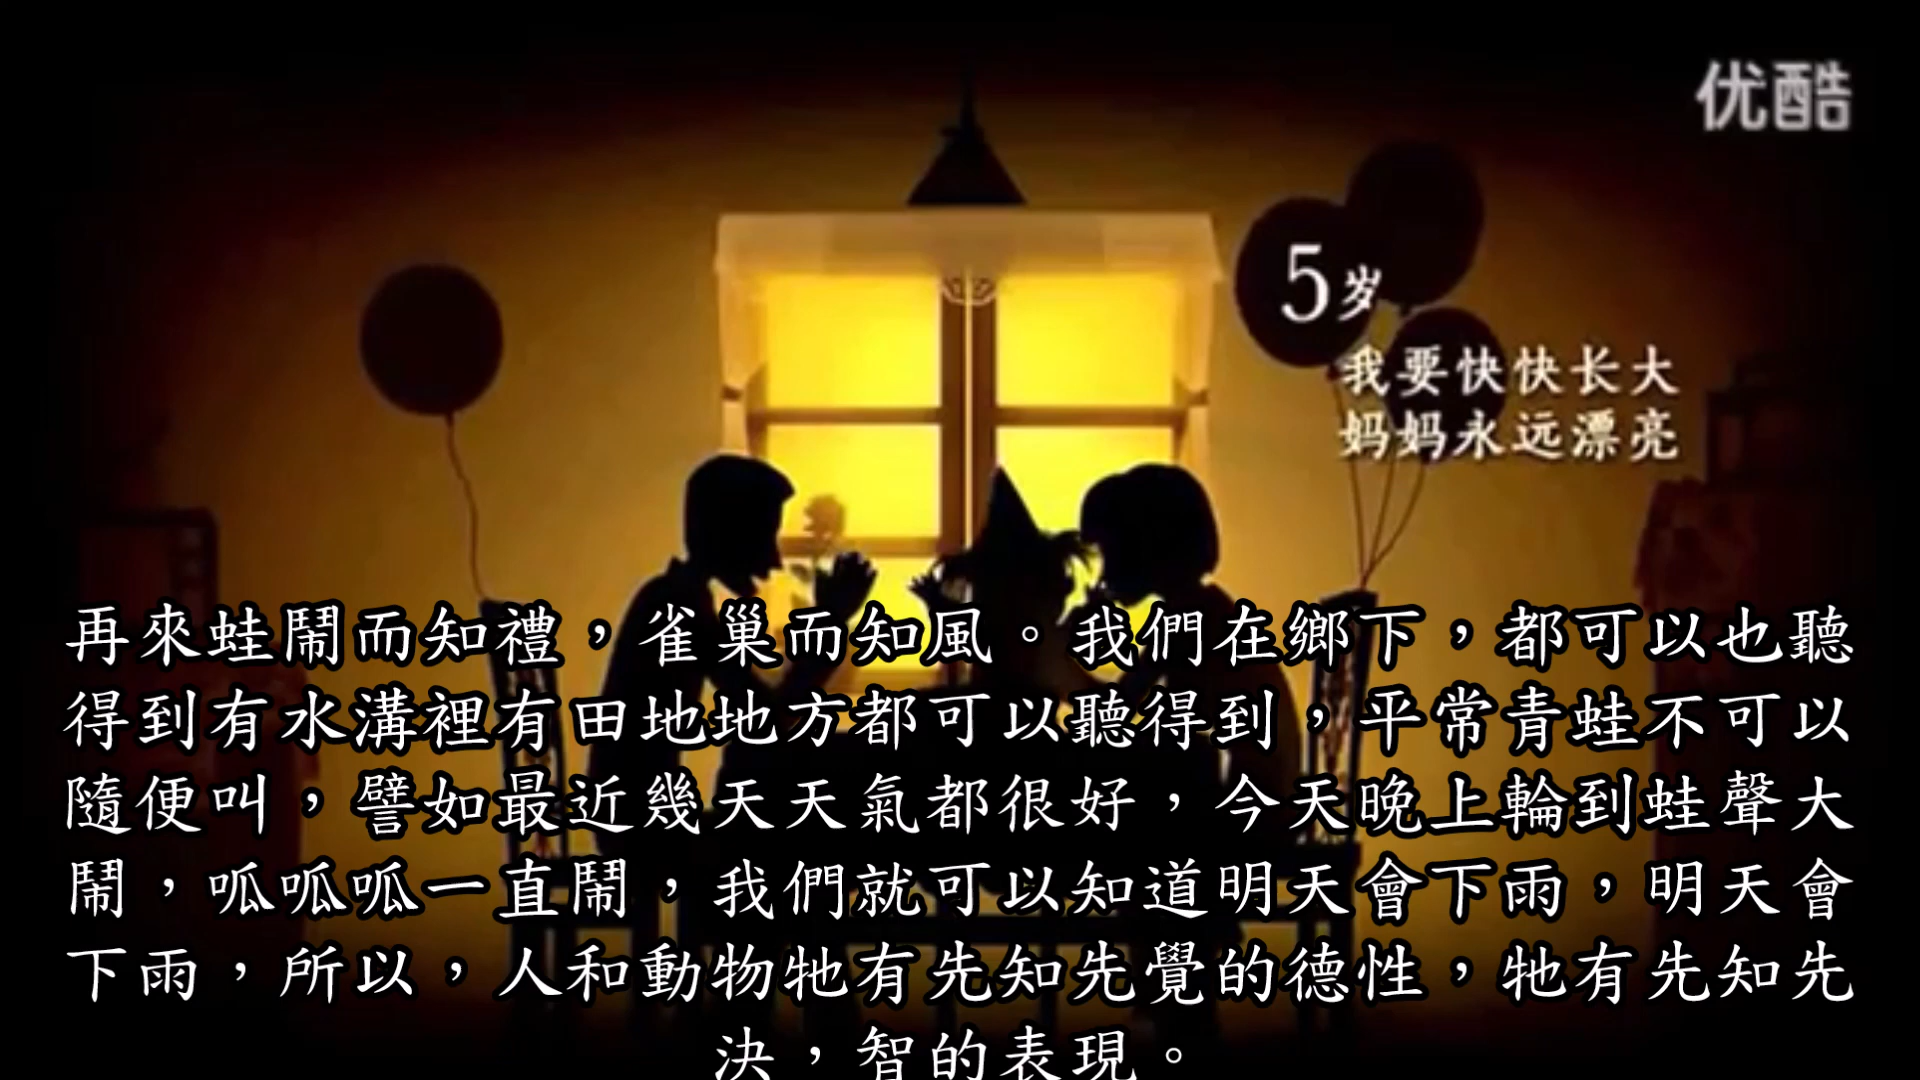 优酷
5岁
我要快快长大
妈妈永远漂亮
再來蛙鬧而知禮，雀巢而知風。我們在鄉下，都可以也聽
得到有水溝裡有田地地方都可以聽得到，平常青蛙不可以
隨便叫，譬如最近幾天天氣都很好，今天晚上輪到蛙聲大
鬧，呱呱呱一直鬧，我們就可以知道明天會下雨，明天會
下雨，所以，人和動物牠有先知先覺的德性，牠有先知先
決，智的表現。